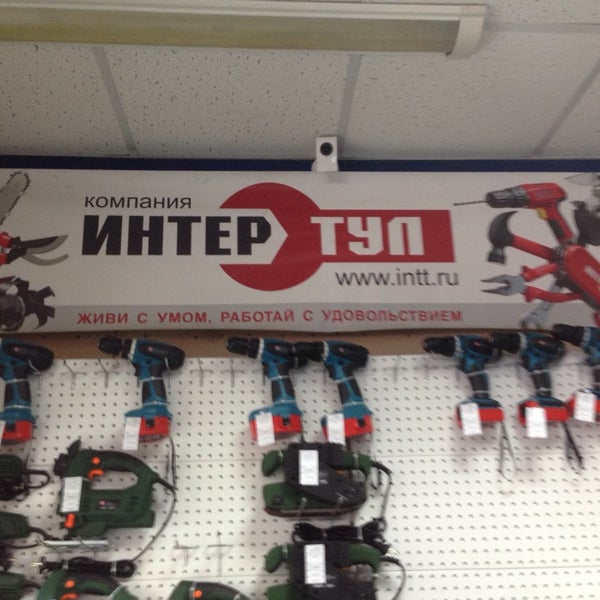 компания
ИНТЕР ТУЛ
www.intt.ru
ЖИВИ С УМОМ, РАБОТАЙ С УДОВОЛЬСТВИЕМ